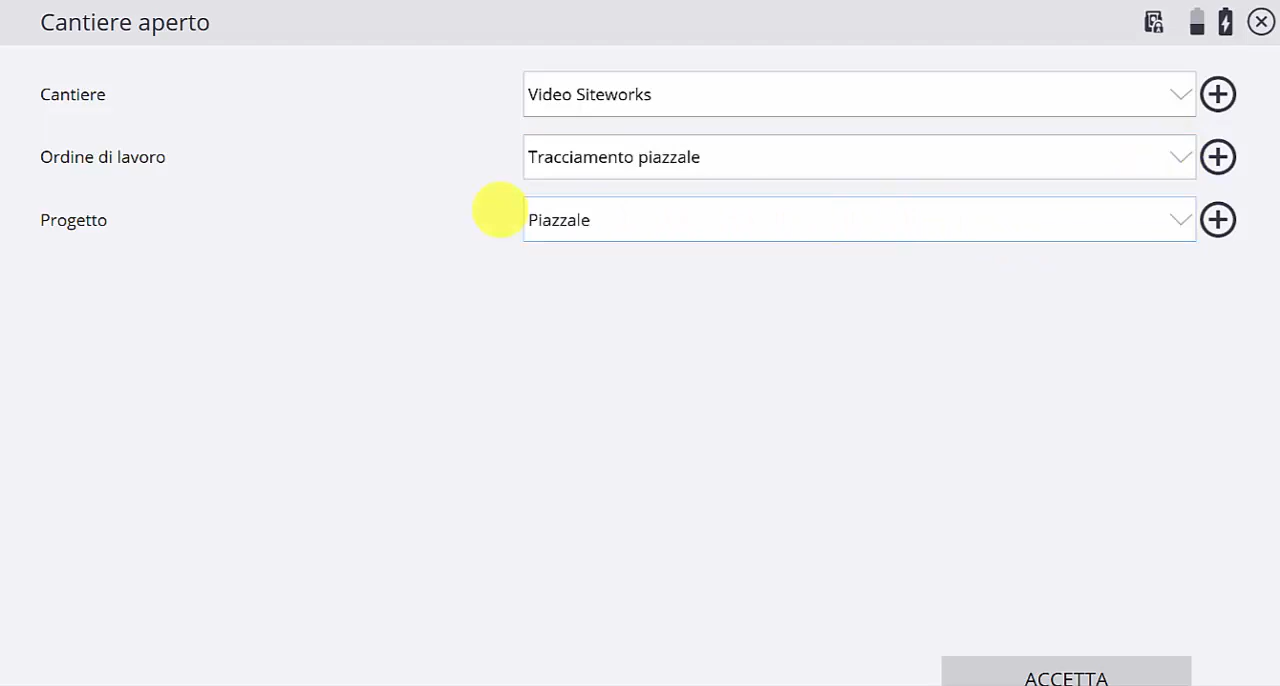 Cantiere aperto
Cantiere Video Siteworks
Ordine di lavoro Tracciamento piazzale
Progetto Piazzale
ACCETTA